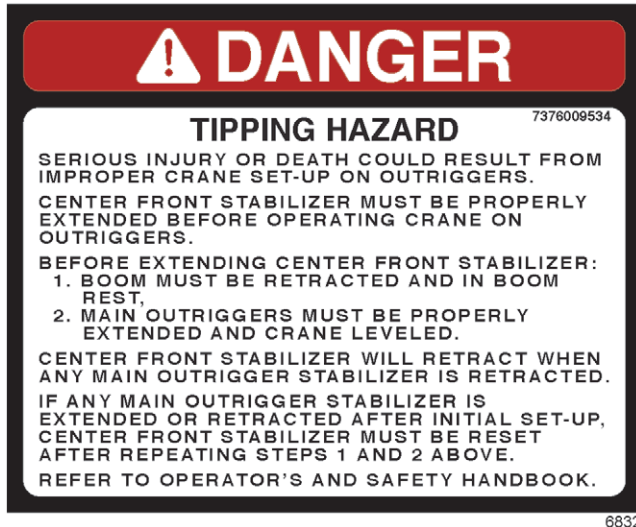 DANGER
7376009534
TIPPING HAZARD
SERIOUS INJURY OR DEATH COULD RESULT FROM
IMPROPER CRANE SET-UP ON OUTRIGGERS.
CENTER FRONT STABILIZER MUST BE PROPERLY
EXTENDED BEFORE OPERATING CRANE ON
OUTRIGGERS.
BEFORE EXTENDING CENTER FRONT STABILIZER:
1. BOOM MUST BE RETRACTED AND IN BOOM
REST,
2. MAIN OUTRIGGERS MUST BE PROPERLY
EXTENDED AND CRANE LEVELED.
CENTER FRONT STABILIZER WILL RETRACT WHEN
ANY MAIN OUTRIGGER STABILIZER IS RETRACTED.
IF ANY MAIN OUTRIGGER STABILIZER IS
EXTENDED OR RETRACTED AFTER INITIAL SET-UP,
CENTER FRONT STABILIZER MUST BE RESET
AFTER REPEATING STEPS 1 AND 2 ABOVE.
REFER TO OPERATOR'S AND SAFETY HANDBOOK.
6832